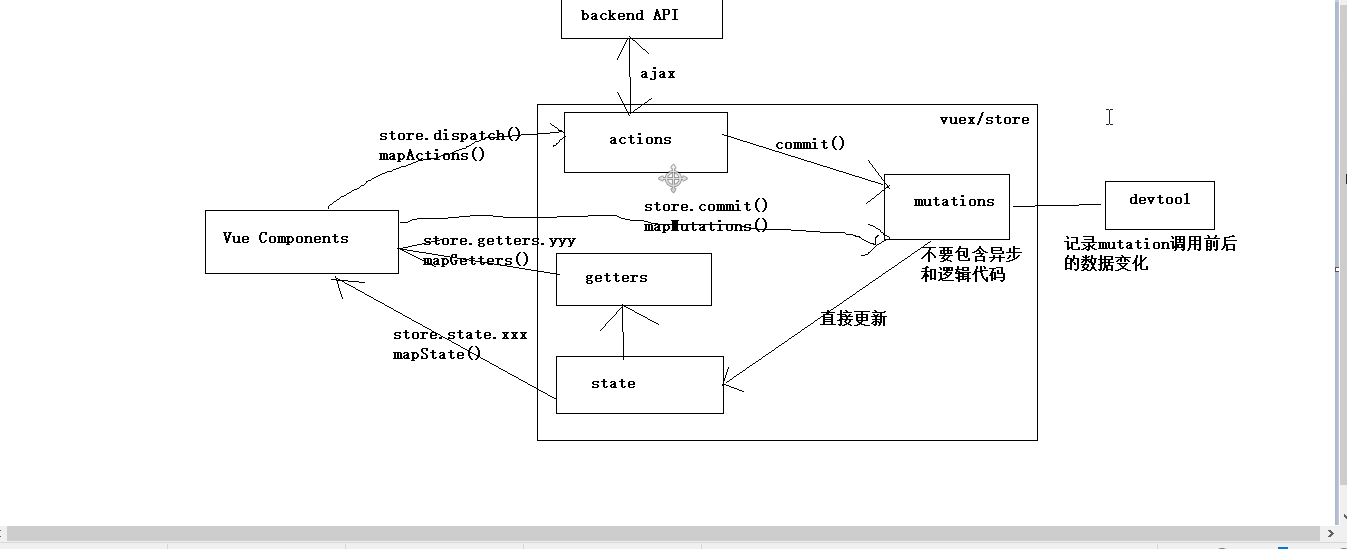 backend API
ajax
vuex/store
store.dispatch()
mapActions()
actions
commit()
mutations
devtool
store.commit()
mapMutations()
Vue Components
store.getters.yyy
mapGetters()
getters
不要包含异步
和逻辑代码
记录mutation调用前后
的数据变化
直接更新
store.state.xxx
mapState()
state